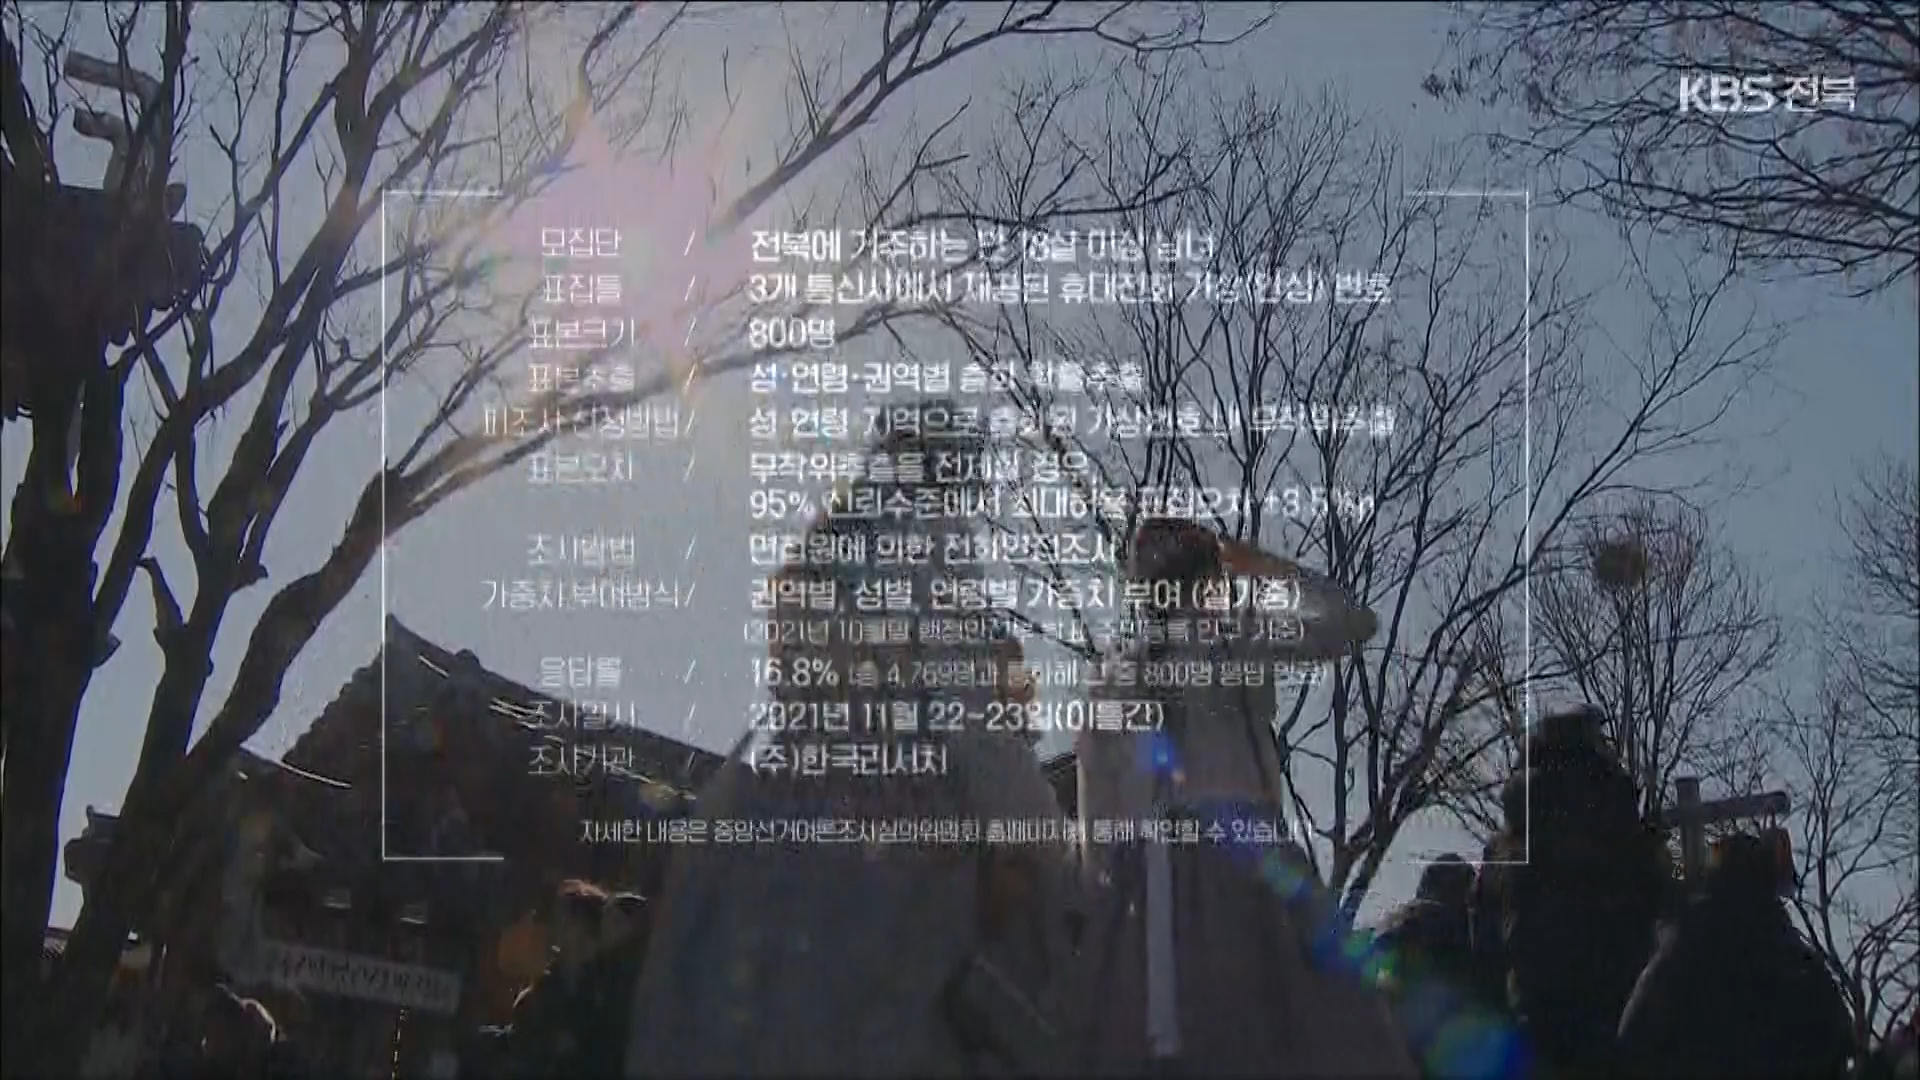 KBS 전북
모집단 / 전북에 거주하는 만 18살 이상 남녀
표집틀 / 3개 통신사에서 제공된 휴대전화 가상(안심) 번호
표본크기 / 800명
표본추출 / 성·연령·권역별 층화 확률추출
피조사자 선정방법 / 성 연령 지역으로 층화된 가상번호 내 무작위추출
표본오차 / 무작위추출을 전제할 경우,
95% 신뢰수준에서 최대허용 표집오차 ±3.5%p
조사방법 / 면접원에 의한 전화면접조사
가중치 부여방식 / 권역별, 성별, 연령별 가중치 부여 (셀가중)
(2021년 10월말 행정안전부 발표 주민등록 인구 기준)
응답률 / 16.8% (총 4,769명과 통화해 그 중 800명 응답 완료)
조사일시 / 2021년 11월 22~23일(이틀간)
조사기관 / (주)한국리서치
자세한 내용은 중앙선거여론조사심의위원회 홈페이지를 통해 확인할 수 있습니다